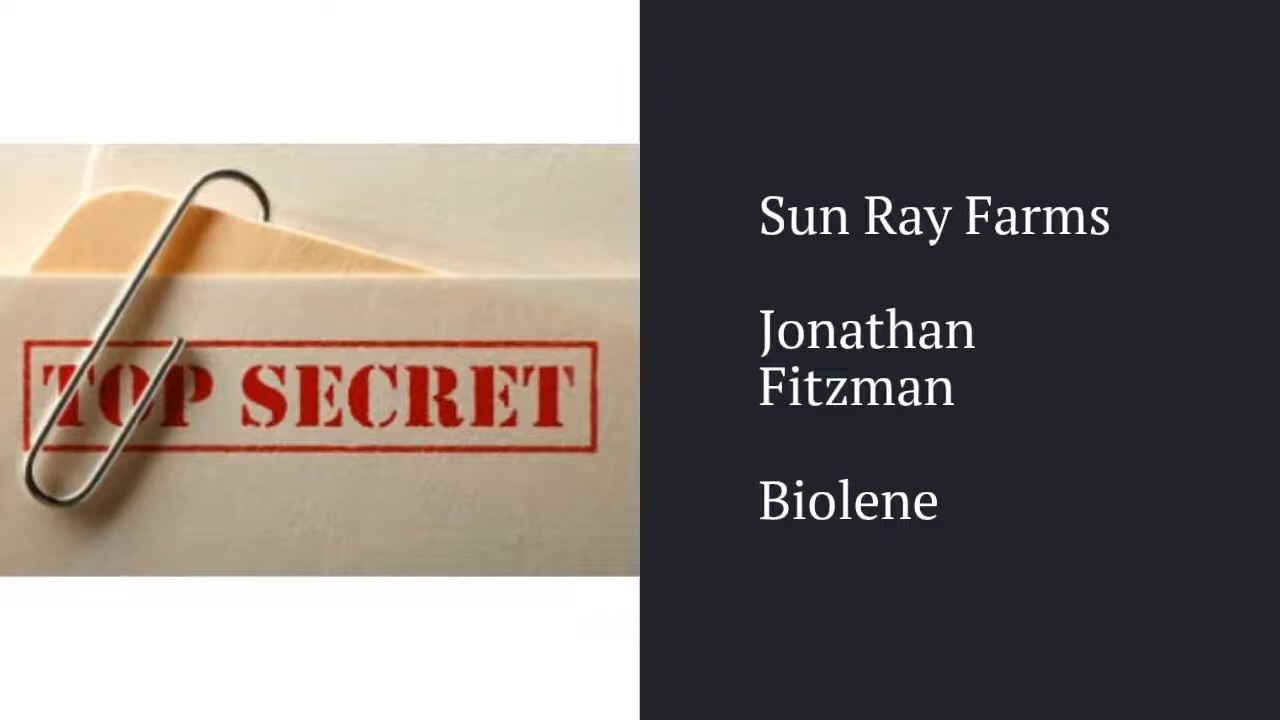 TOP SECRET
Sun Ray Farms
Jonathan
Fitzman
Biolene